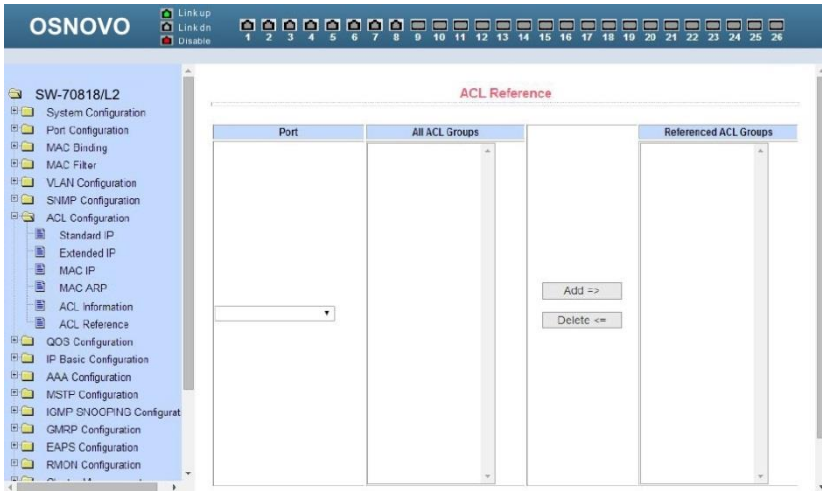 OSNOVO
Link up
Link dn
Disable
1 2 3 4 5 6 7 8 9 10 11 12 13 14 15 16 17 18 19 20 21 22 23 24 25 26
SW-70818/L2
System Configuration
Port Configuration
MAC Binding
MAC Filter
VLAN Configuration
SNMP Configuration
ACL Configuration
Standard IP
Extended IP
MAC IP
MAC ARP
ACL Information
ACL Reference
QOS Configuration
IP Basic Configuration
AAA Configuration
MSTP Configuration
IGMP SNOOPING Configurat
GMRP Configuration
EAPS Configuration
RMON Configuration
ACL Reference
Port All ACL Groups Referenced ACL Groups
Add =>
Delete <=